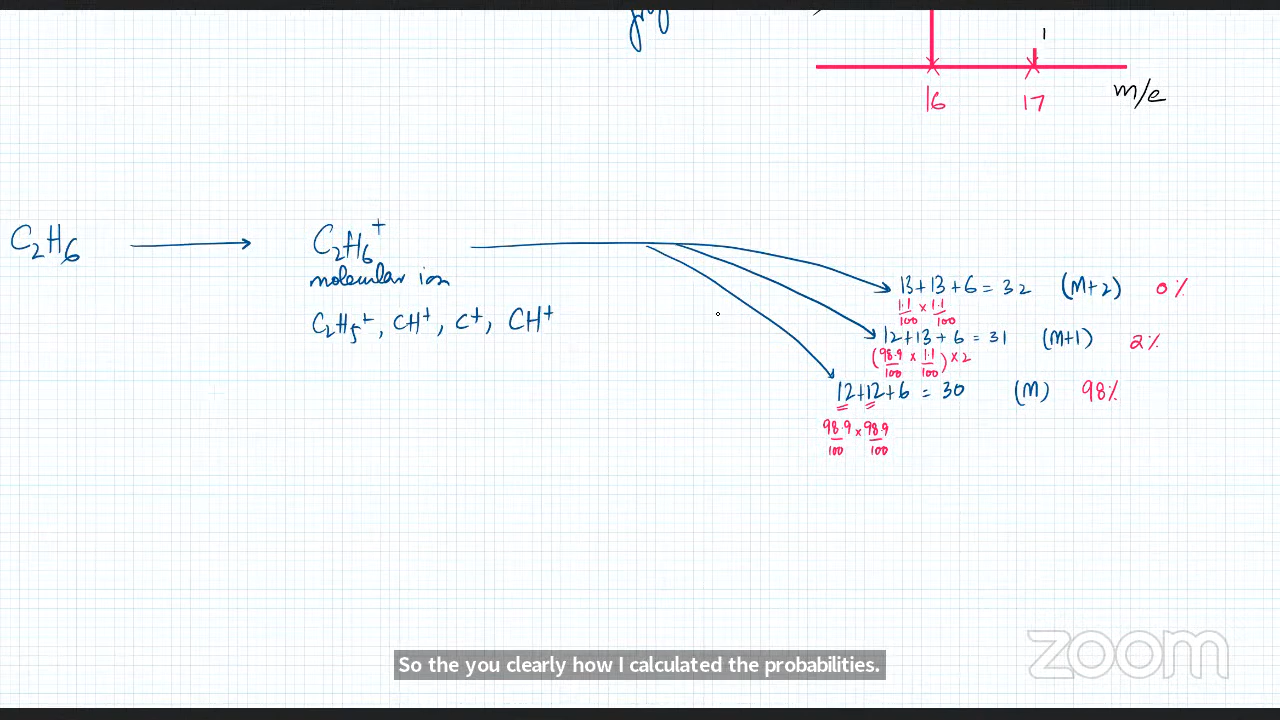 1
16 17 m/e
C₂H₆ → C₂H₆⁺
molecular ion
C₂H₅⁺, CH⁺, C⁺, CH⁺
13+13+6 = 32 (M+2) 0%
1.1/100 × 1.1/100
12+13+6 = 31 (M+1) 2%
(98.9/100 × 1.1/100) × 2
12+12+6 = 30 (M) 98%
98.9/100 × 98.9/100
zoom
So the you clearly how I calculated the probabilities.